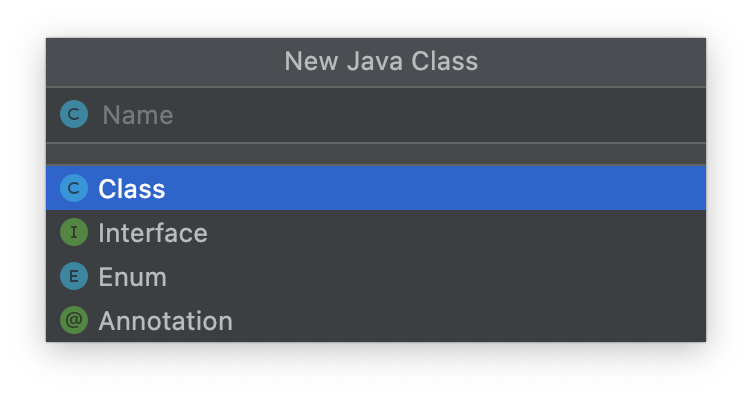 New Java Class
C Name
C Class
I Interface
E Enum
@ Annotation